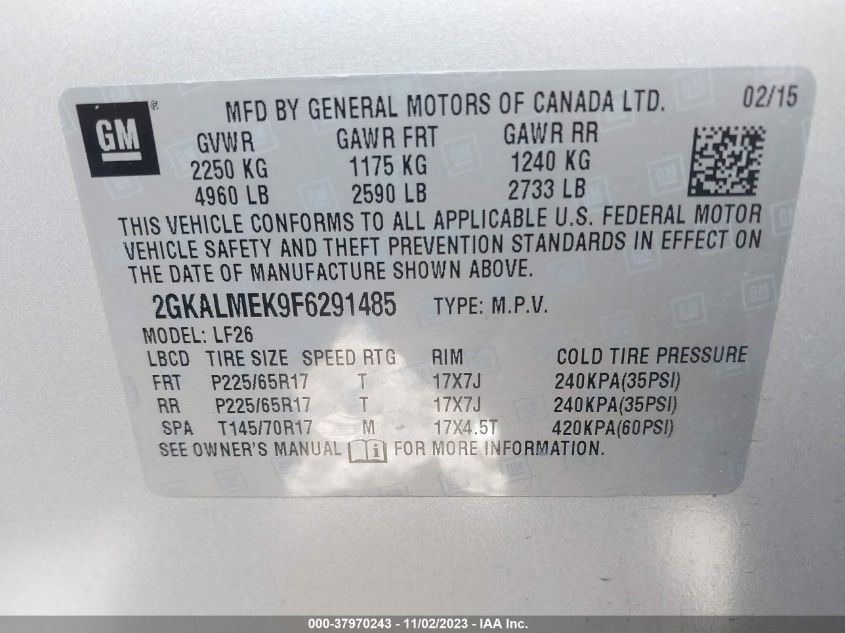 GM ®
MFD BY GENERAL MOTORS OF CANADA LTD. 02/15
GVWR GAWR FRT GAWR RR
2250 KG 1175 KG 1240 KG
4960 LB 2590 LB 2733 LB
THIS VEHICLE CONFORMS TO ALL APPLICABLE U.S. FEDERAL MOTOR
VEHICLE SAFETY AND THEFT PREVENTION STANDARDS IN EFFECT ON
THE DATE OF MANUFACTURE SHOWN ABOVE.
2GKALMEK9F6291485 TYPE: M.P.V.
MODEL: LF26
LBCD TIRE SIZE SPEED RTG RIM COLD TIRE PRESSURE
FRT P225/65R17 T 17X7J 240KPA(35PSI)
RR P225/65R17 T 17X7J 240KPA(35PSI)
SPA T145/70R17 M 17X4.5T 420KPA(60PSI)
SEE OWNER'S MANUAL FOR MORE INFORMATION.
000-37970243 - 11/02/2023 - IAA Inc.